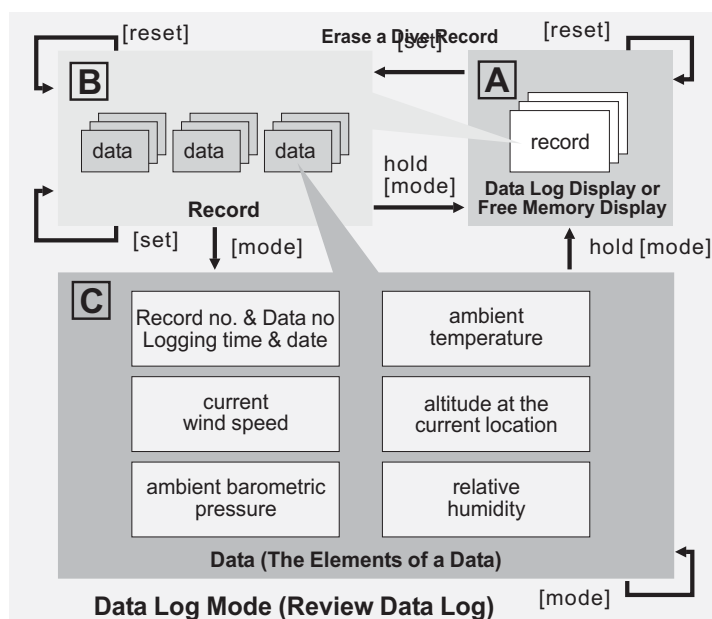 [reset]
Erase a Dive Record
[set]
[reset]
B
A
data
data
data
record
hold
[mode]
Data Log Display or
Free Memory Display
Record
[set]
[mode]
hold [mode]
C
Record no. & Data no
Logging time & date
ambient
temperature
current
wind speed
altitude at the
current location
ambient barometric
pressure
relative
humidity
Data (The Elements of a Data)
[mode]
Data Log Mode (Review Data Log)